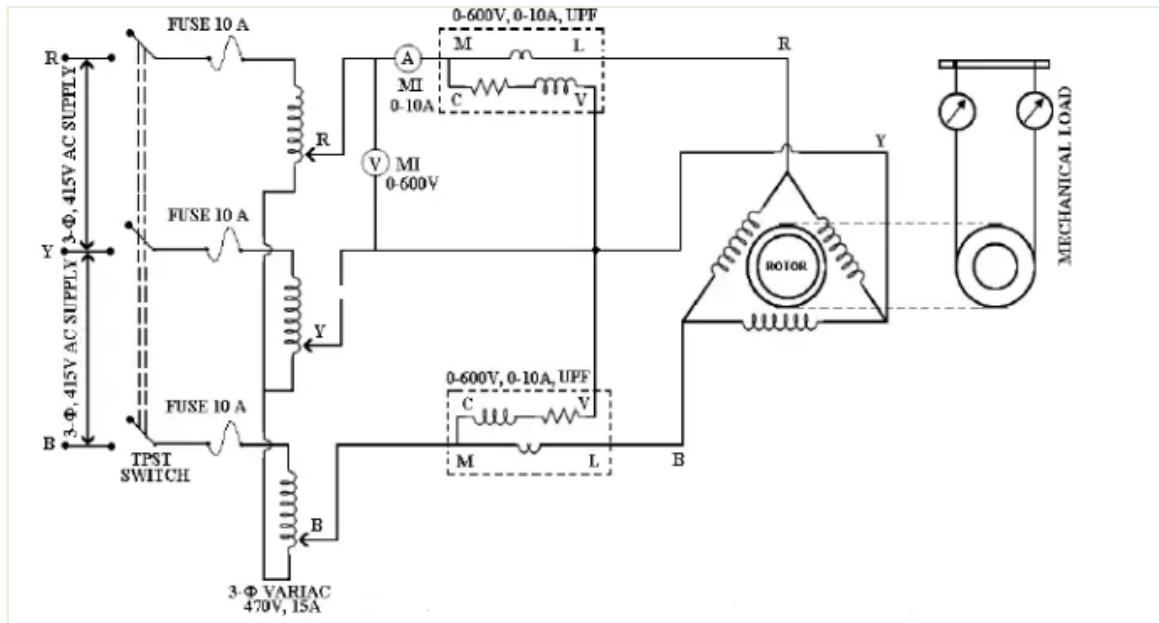 0-600V, 0-10A, UPF
FUSE 10 A
M
L
R
R
A
MI
0-10A
C
V
MECHANICAL LOAD
3-Φ, 415V AC SUPPLY
R
V
MI
0-600V
Y
FUSE 10 A
Y
ROTOR
3-Φ, 415V AC SUPPLY
Y
0-600V, 0-10A, UPF
FUSE 10 A
C
V
B
TPST
SWITCH
M
L
B
B
3-Φ VARIAC
470V, 15A